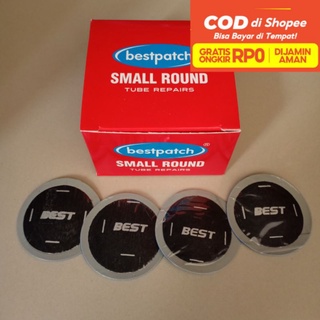 COD di Shopee
Bisa Bayar di Tempat!
GRATIS ONGKIR RP0 DIJAMIN AMAN
bestpatch®
SMALL ROUND
TUBE REPAIRS
bestpatch®
SMALL ROUND
TUBE REPAIRS
BEST BEST BEST BEST